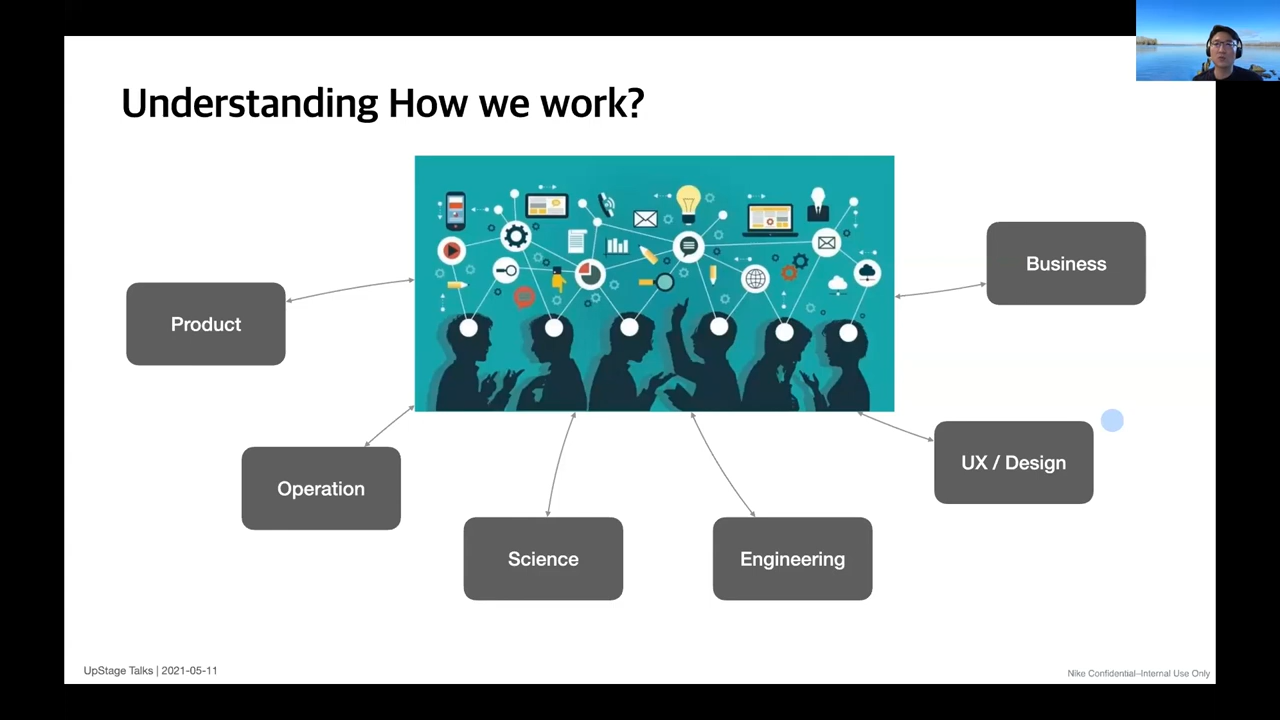 Understanding How we work?
Business
Product
UX / Design
Operation
Science
Engineering
UpStage Talks | 2021-05-11
Nike Confidential–Internal Use Only